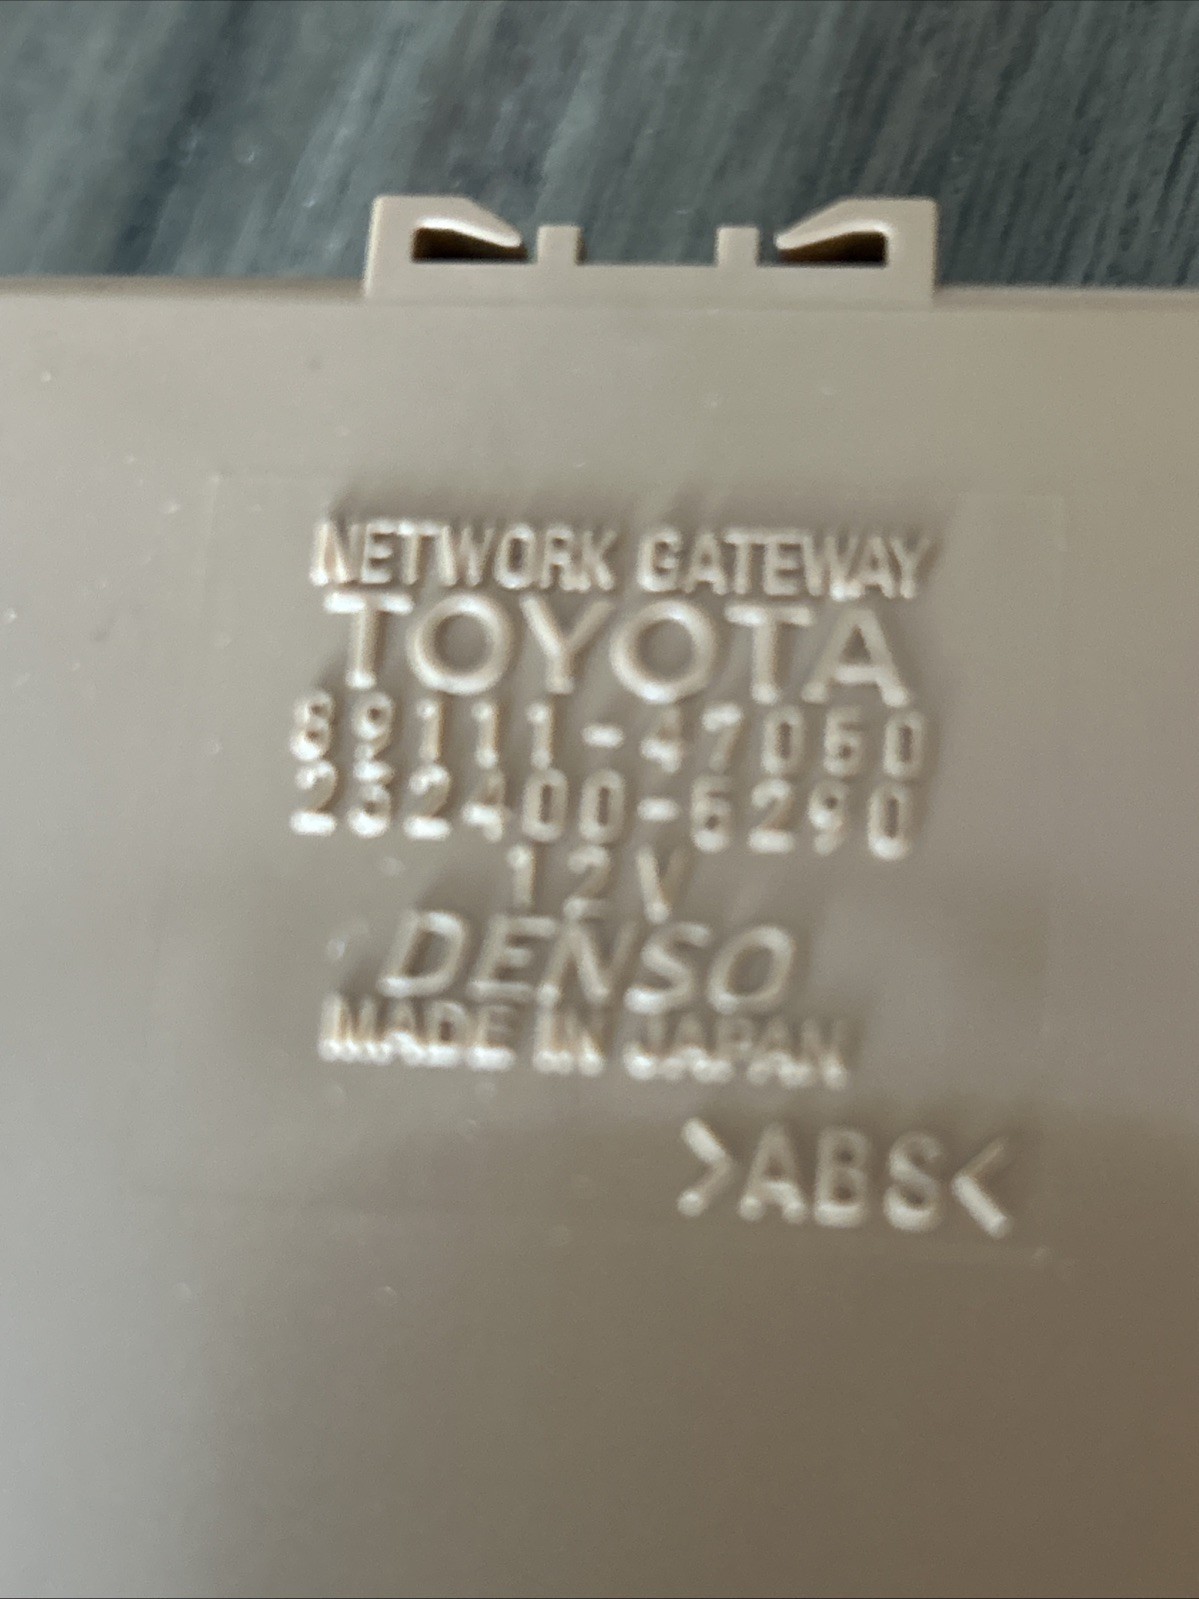 NETWORK GATEWAY
TOYOTA
89111-47060
232400-6290
12V
DENSO
MADE IN JAPAN
>ABS<